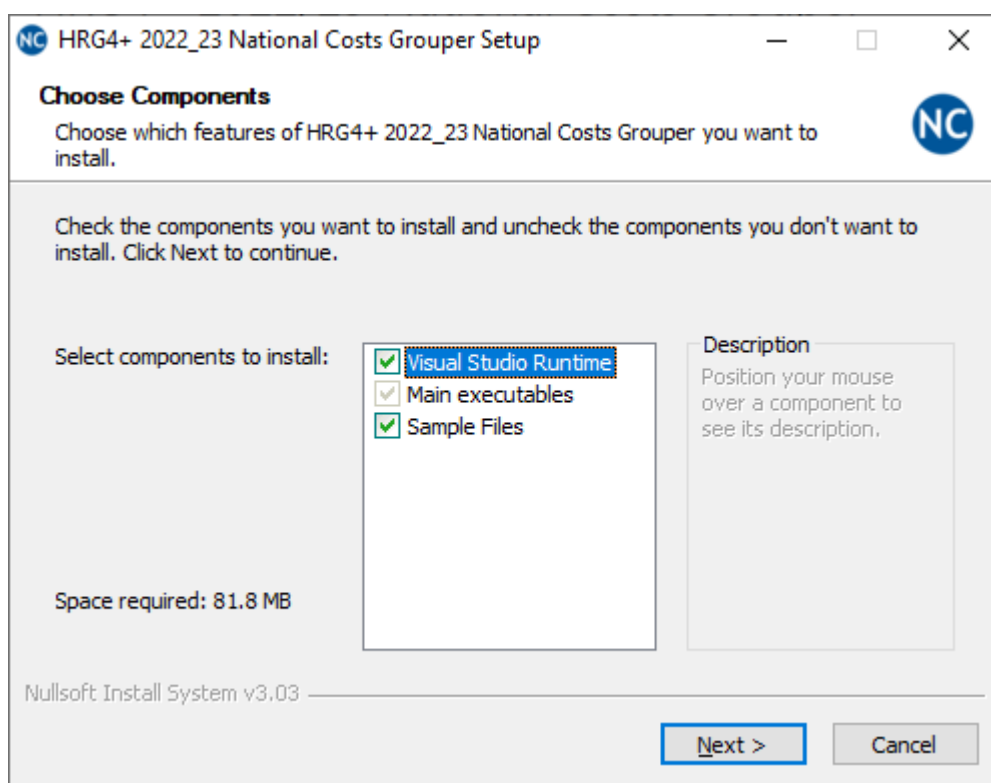 NC HRG4+ 2022_23 National Costs Grouper Setup
Choose Components
Choose which features of HRG4+ 2022_23 National Costs Grouper you want to
install.
NC
Check the components you want to install and uncheck the components you don't want to
install. Click Next to continue.
Select components to install:
Visual Studio Runtime
Main executables
Sample Files
Description
Position your mouse
over a component to
see its description.
Space required: 81.8 MB
Nullsoft Install System v3.03
Next >
Cancel